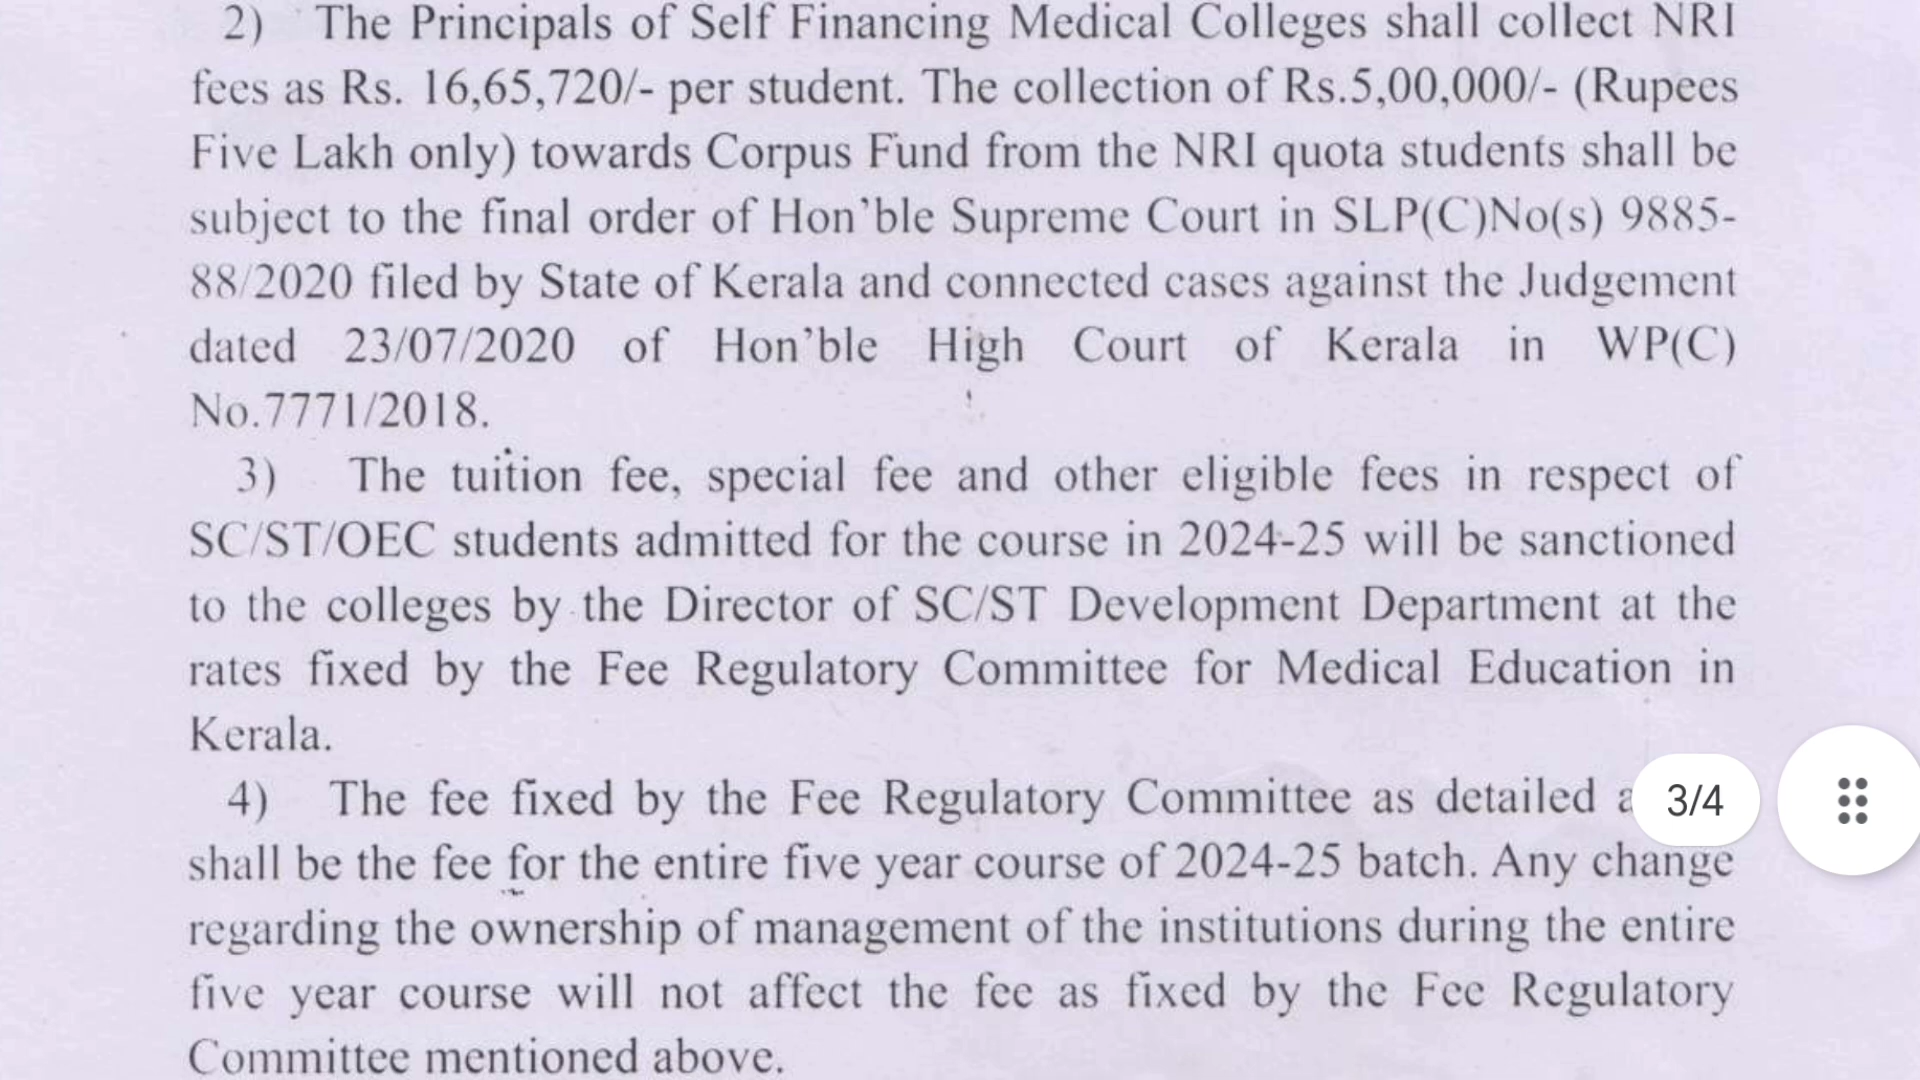 2) The Principals of Self Financing Medical Colleges shall collect NRI
fees as Rs. 16,65,720/- per student. The collection of Rs.5,00,000/- (Rupees
Five Lakh only) towards Corpus Fund from the NRI quota students shall be
subject to the final order of Hon'ble Supreme Court in SLP(C)No(s) 9885-
88/2020 filed by State of Kerala and connected cases against the Judgement
dated 23/07/2020 of Hon'ble High Court of Kerala in WP(C)
No.7771/2018.
3) The tuition fee, special fee and other eligible fees in respect of
SC/ST/OEC students admitted for the course in 2024-25 will be sanctioned
to the colleges by the Director of SC/ST Development Department at the
rates fixed by the Fee Regulatory Committee for Medical Education in
Kerala.
4) The fee fixed by the Fee Regulatory Committee as detailed
3/4
shall be the fee for the entire five year course of 2024-25 batch. Any change
regarding the ownership of management of the institutions during the entire
five year course will not affect the fee as fixed by the Fee Regulatory
Committee mentioned above.